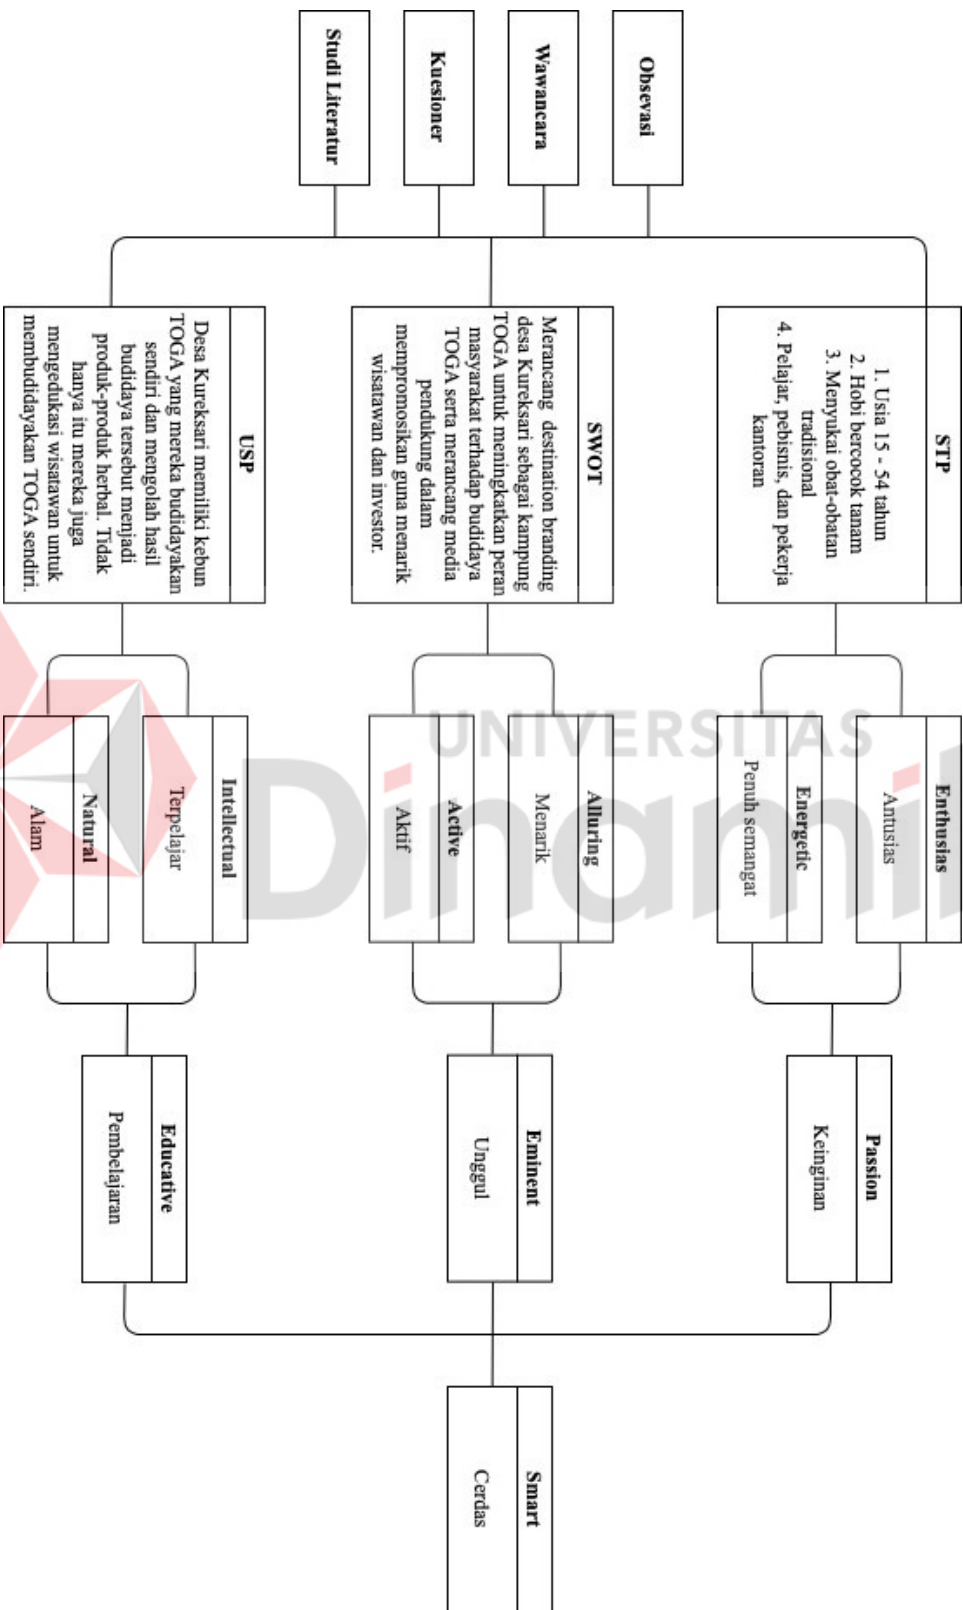 Obsevasi
Wawancara
Kuesioner
Studi Literatur
STP
1. Usia 15 - 54 tahun
2. Hobi bercocok tanam
3. Menyukai obat-obatan
tradisional
4. Pelajar, pebisnis, dan pekerja
kantoran
SWOT
Merancang destination branding
desa Kureksari sebagai kampung
TOGA untuk meningkatkan peran
masyarakat terhadap budidaya
TOGA serta merancang media
pendukung dalam
mempromosikan guna menarik
wisatawan dan investor.
USP
Desa Kureksari memiliki kebun
TOGA yang mereka budidayakan
sendiri dan mengolah hasil
budidaya tersebut menjadi
produk-produk herbal. Tidak
hanya itu mereka juga
mengedukasi wisatawan untuk
membudidayakan TOGA sendiri.
Enthusias
Antusias
Energetic
Penuh semangat
Alluring
Menarik
Active
Aktif
Intellectual
Terpelajar
Natural
Alam
Passion
Keinginan
Eminent
Unggul
Educative
Pembelajaran
Smart
Cerdas
UNIVERSITAS
Dinami